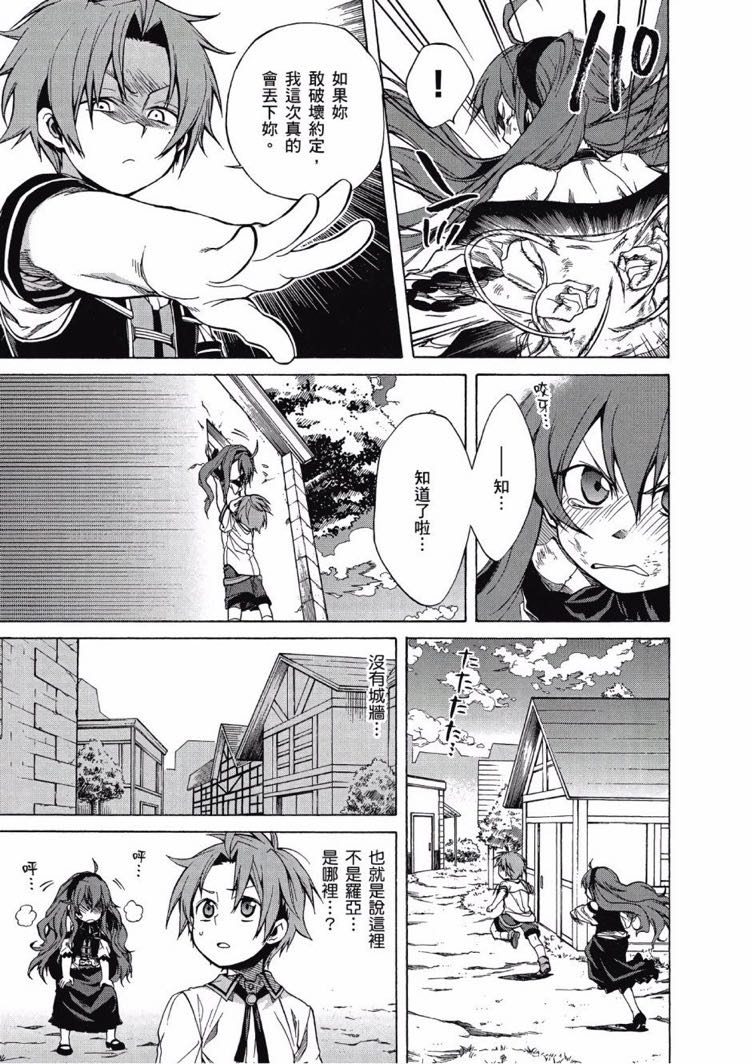 !
如果妳
敢破壞約定，
我這次真的
會丟下妳。
咬牙…
──知…
知道了啦…
たたたた…
沒有城牆…
也就是說這裡
不是羅亞…
是哪裡…？
呼…
呼…